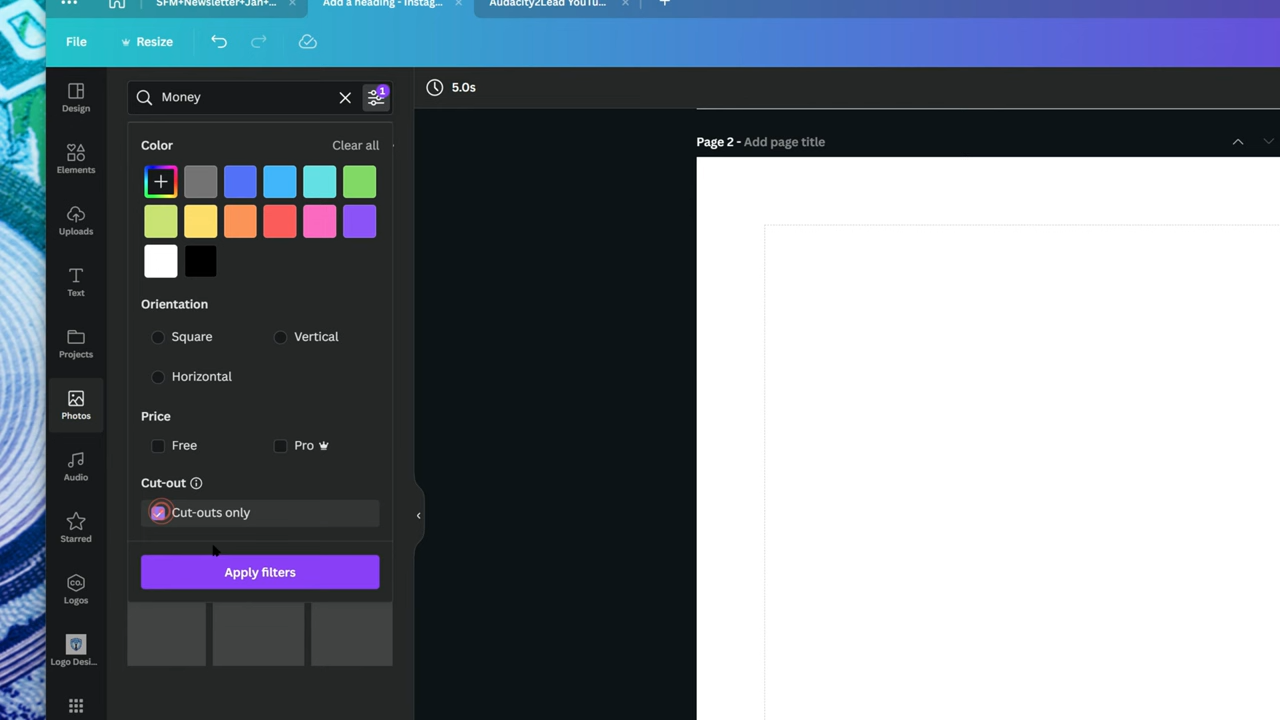 SFM+Newsletter+Jan+...
Add a heading - Instag...
Audacity2Lead YouTu...
File
Resize
5.0s
Design
Elements
Uploads
Text
Projects
Photos
Audio
Starred
CO.
Logos
Logo Desi...
Money
1
Color
Clear all
Orientation
Square
Vertical
Horizontal
Price
Free
Pro
Cut-out
Cut-outs only
Apply filters
Page 2 - Add page title